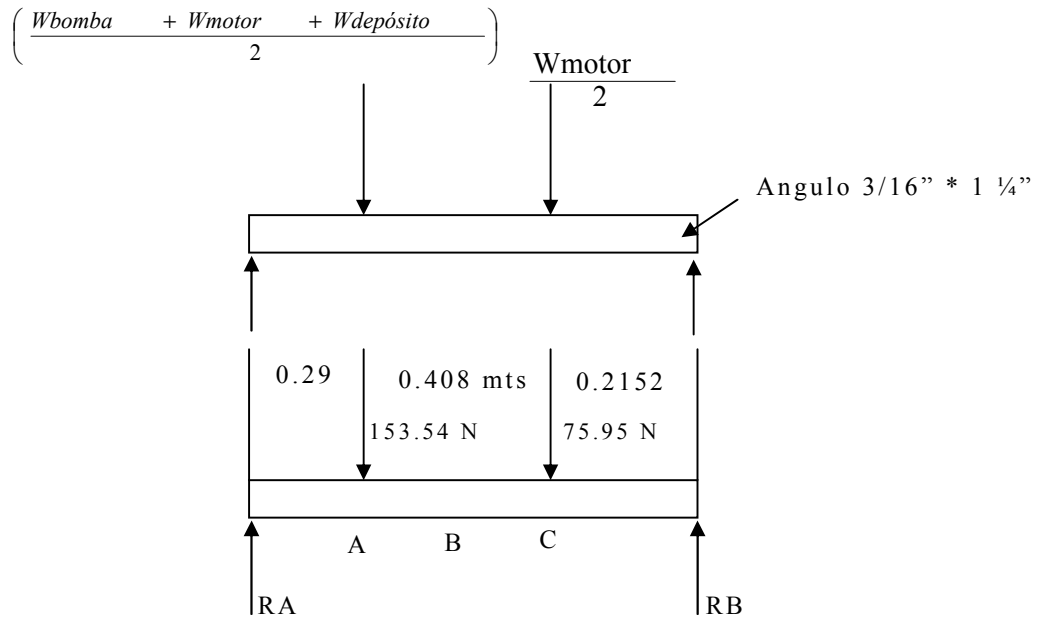 ( Wbomba + Wmotor + Wdepósito )
2
Wmotor
2
Angulo 3/16” * 1 ¼”
0.29 0.408 mts 0.2152
153.54 N 75.95 N
A B C
RA RB